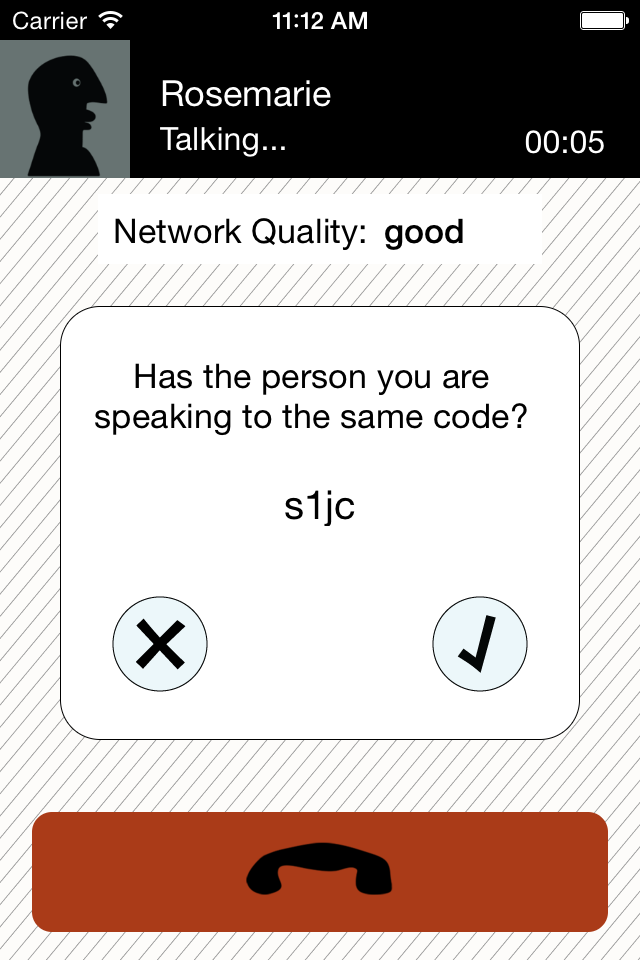 Carrier 11:12 AM
Rosemarie
Talking...
00:05
Network Quality: good
Has the person you are
speaking to the same code?
s1jc